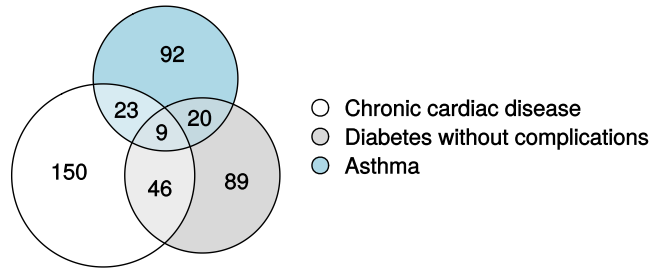 92
23
20
9
150
46
89
Chronic cardiac disease
Diabetes without complications
Asthma